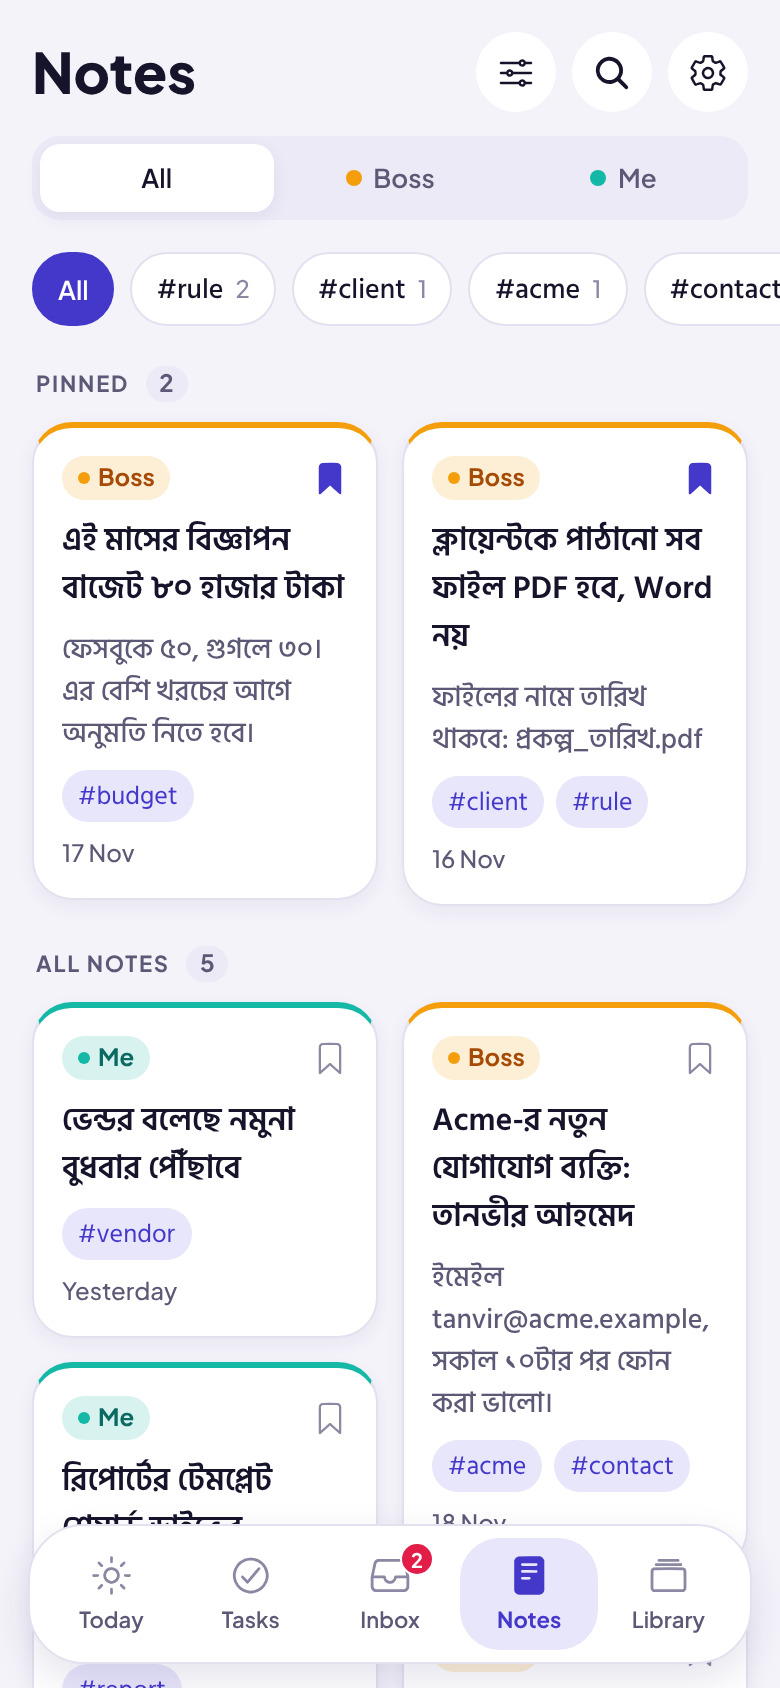 Notes
All
Boss
Me
All
#rule 2
#client 1
#acme 1
#contact
PINNED 2
Boss
এই মাসের বিজ্ঞাপন
বাজেট ৮০ হাজার টাকা
ফেসবুকে ৫০, গুগলে ৩০।
এর বেশি খরচের আগে
অনুমতি নিতে হবে।
#budget
17 Nov
Boss
ক্লায়েন্টকে পাঠানো সব
ফাইল PDF হবে, Word
নয়
ফাইলের নামে তারিখ
থাকবে: প্রকল্প_তারিখ.pdf
#client #rule
16 Nov
ALL NOTES 5
Me
ভেন্ডর বলেছে নমুনা
বুধবার পৌঁছাবে
#vendor
Yesterday
Boss
Acme-র নতুন
যোগাযোগ ব্যক্তি:
তানভীর আহমেদ
ইমেইল
tanvir@acme.example,
সকাল ১০টার পর ফোন
করা ভালো।
#acme #contact
18 Nov
Me
রিপোর্টের টেমপ্লেট
#report
Today
Tasks
Inbox 2
Notes
Library